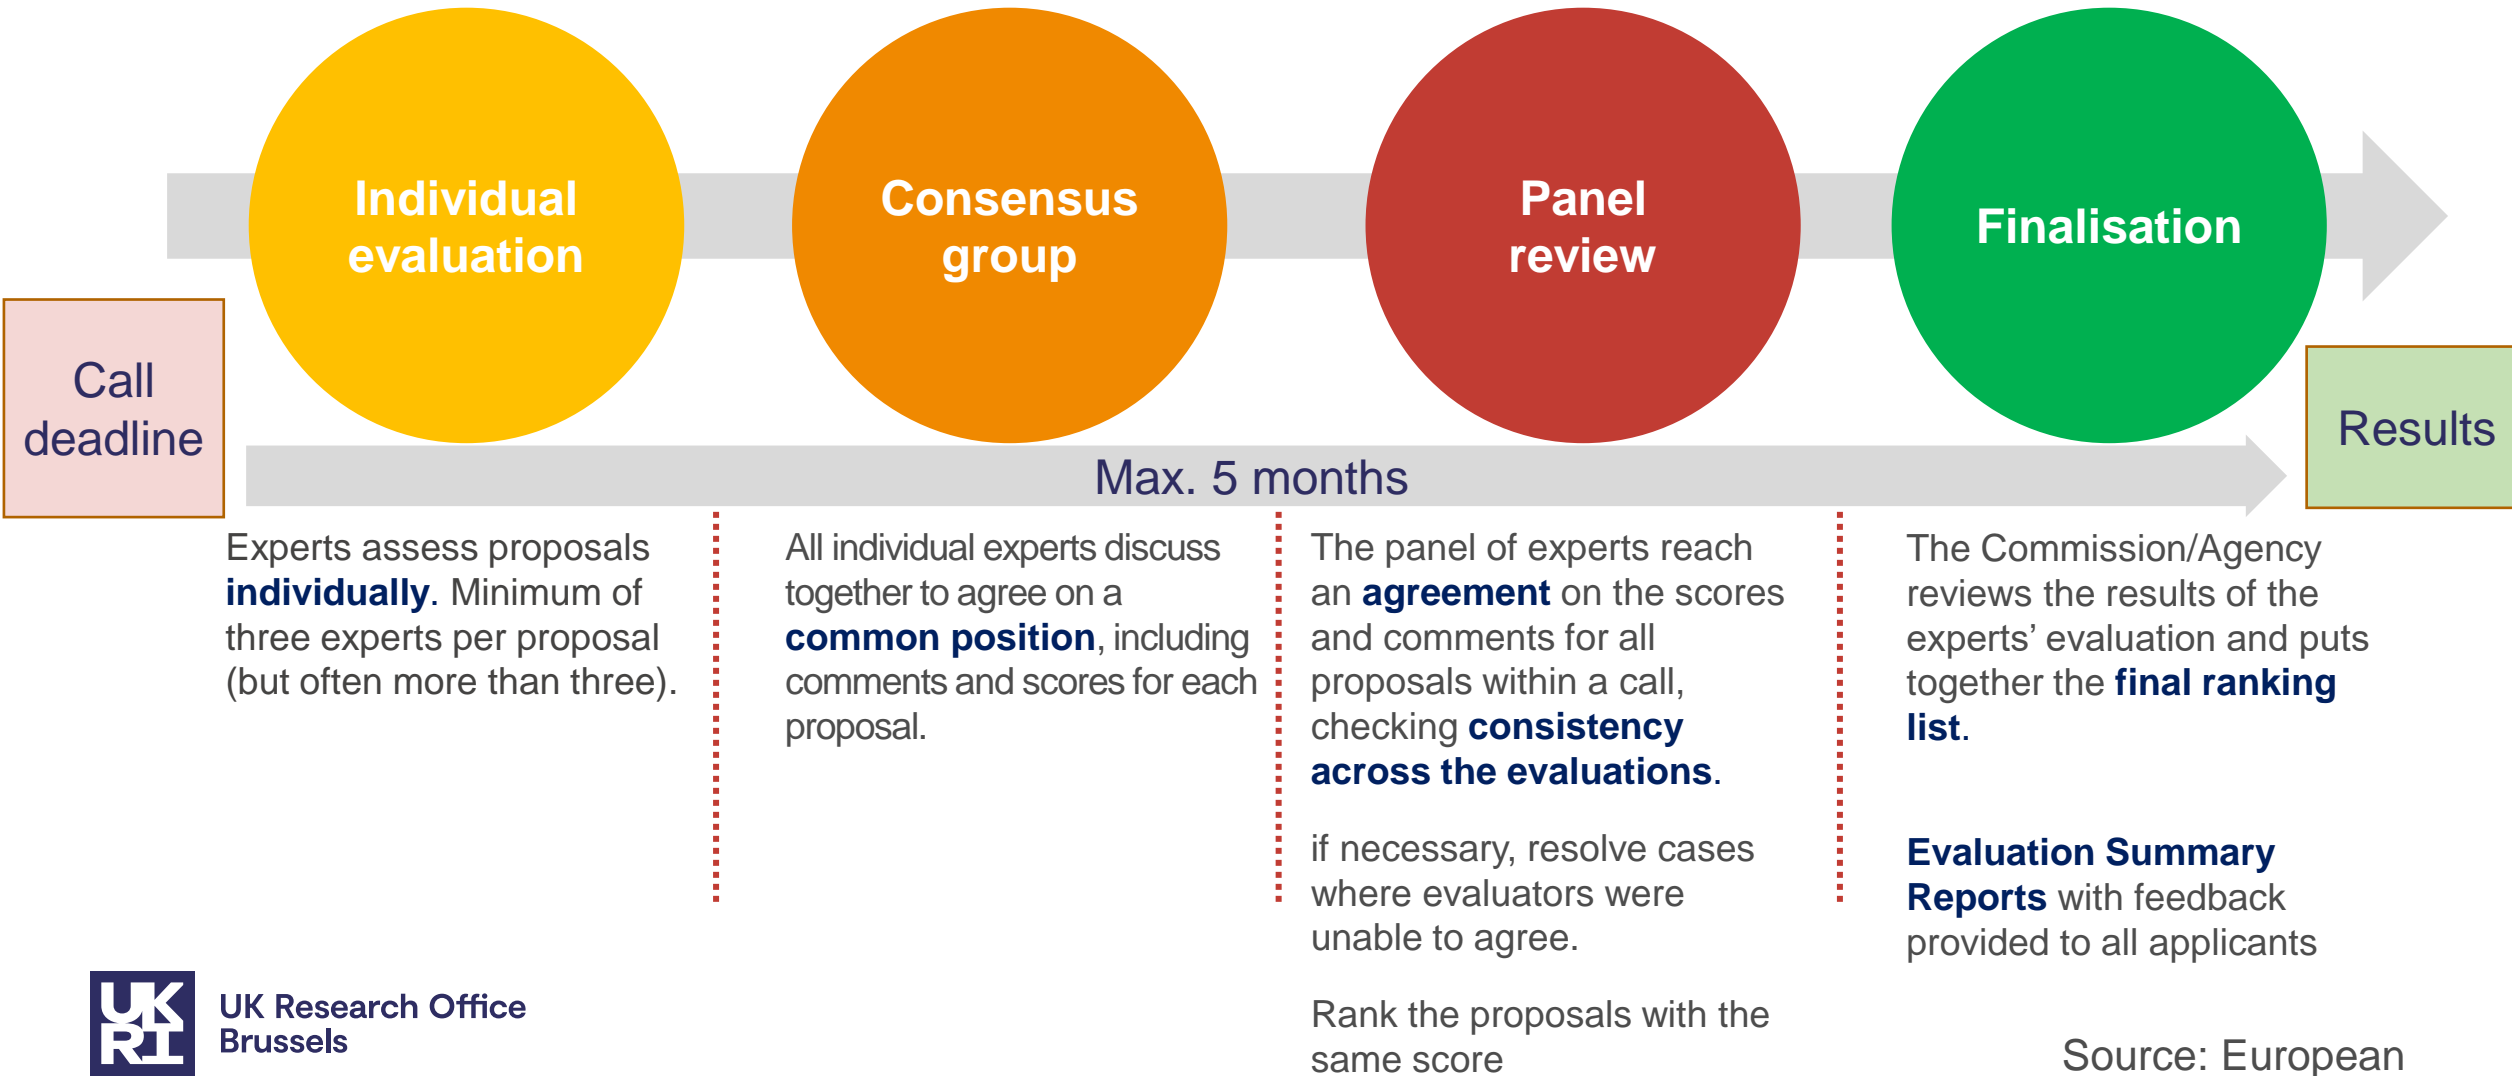 Individual
evaluation
Consensus
group
Panel
review
Finalisation
Call
deadline
Results
Max. 5 months
Experts assess proposals
individually. Minimum of
three experts per proposal
(but often more than three).
All individual experts discuss
together to agree on a
common position, including
comments and scores for each
proposal.
The panel of experts reach
an agreement on the scores
and comments for all
proposals within a call,
checking consistency
across the evaluations.
if necessary, resolve cases
where evaluators were
unable to agree.
Rank the proposals with the
same score
The Commission/Agency
reviews the results of the
experts’ evaluation and puts
together the final ranking
list.
Evaluation Summary
Reports with feedback
provided to all applicants
UK
RI
UK Research Office
Brussels
Source: European